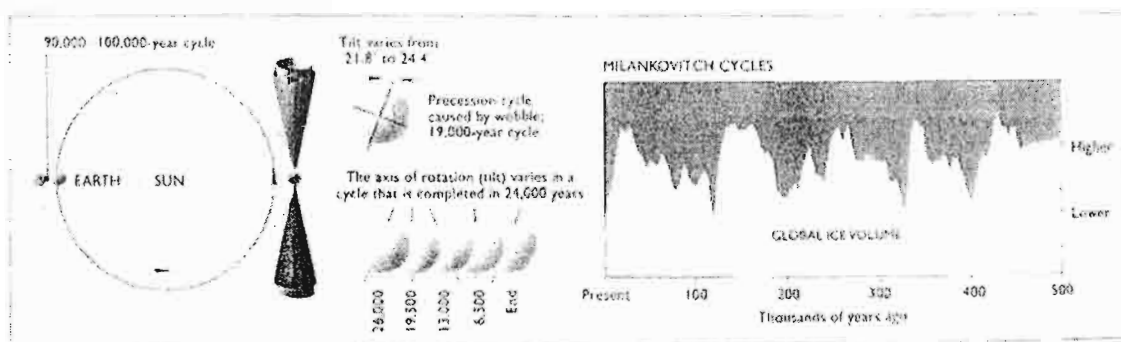 90,000 - 100,000-year cycle
EARTH
SUN
Tilt varies from
21.8° to 24.4
Precession cycle
caused by wobble;
19,000-year cycle
The axis of rotation (tilt) varies in a
cycle that is completed in 24,000 years
26,000
19,500
13,000
6,500
End
MILANKOVITCH CYCLES
Higher
Lower
GLOBAL ICE VOLUME
Present
100
200
300
400
500
Thousands of years ago